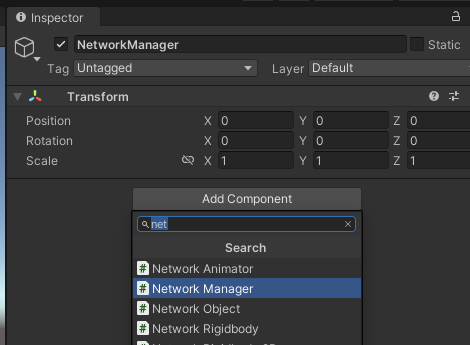 Inspector
NetworkManager Static
Tag Untagged Layer Default
Transform
Position X 0 Y 0 Z 0
Rotation X 0 Y 0 Z 0
Scale X 1 Y 1 Z 1
Add Component
net
Search
# Network Animator
# Network Manager
# Network Object
# Network Rigidbody